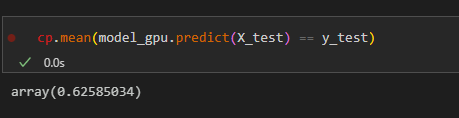 cp.mean(model_gpu.predict(X_test) == y_test)
0.0s
array(0.62585034)